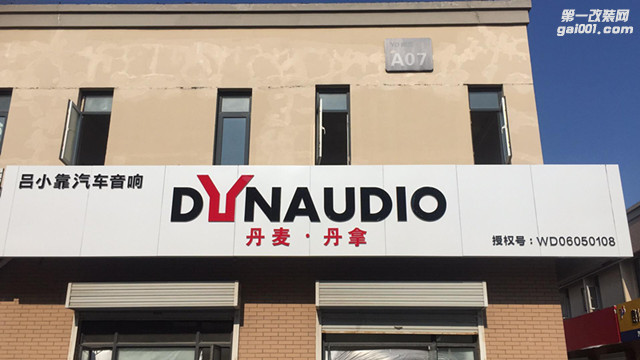 第一改装网
gai001.com
A07
吕小靠汽车音响
DYNAUDIO
丹麦·丹拿
授权号：WD06050108